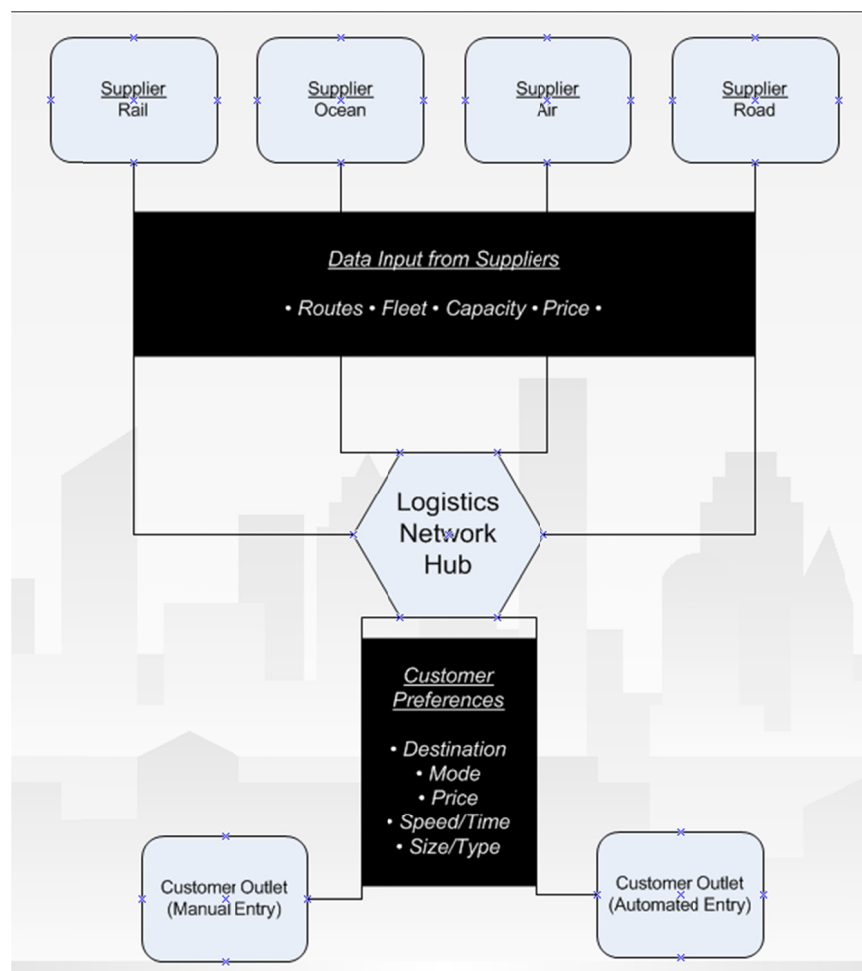 Supplier
Rail
Supplier
Ocean
Supplier
Air
Supplier
Road
Data Input from Suppliers
• Routes • Fleet • Capacity • Price •
Logistics
Network
Hub
Customer
Preferences
• Destination
• Mode
• Price
• Speed/Time
• Size/Type
Customer Outlet
(Manual Entry)
Customer Outlet
(Automated Entry)